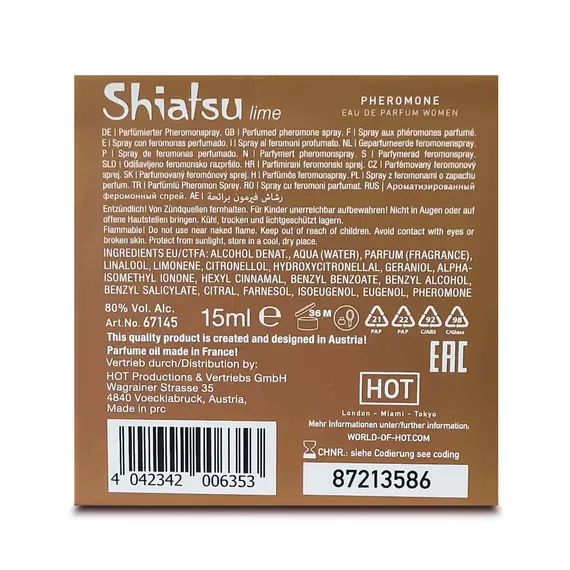 Shiatsu lime
PHEROMONE
EAU DE PARFUM WOMEN
DE | Parfümierter Pheromonspray. GB | Perfumed pheromone spray. F | Spray aux phéromones parfumé.
E | Spray con feromonas perfumado. I | Spray ai feromoni profumato. NL | Geparfumeerde feromonenspray.
P | Spray de feromonas perfumado. N | Parfymert pheromonspray. S | Parfymerad feromonspray.
SLO | Odišavljeno feromonsko razpršilo. HR | Parfimirani feromonski sprej. CZ | Parfémovaný feromonový
sprej. SK | Parfumovaný feromónový sprej. H | Parfümös feromonspray. PL | Spray z feromonami o zapachu
perfum. TR | Parfümlü Pheromon Sprey. RO | Spray cu feromoni parfumat. RUS | Ароматизированный
феромонный спрей. AE | رشاش فيرمون برائحة
Entzündlich! Von Zündquellen fernhalten. Für Kinder unerreichbar aufbewahren! Nicht in Augen oder auf
offene Hautstellen bringen. Kühl, trocken und lichtgeschützt lagern.
Flammable! Do not use near naked flame. Keep out of reach of children. Avoid contact with eyes or
broken skin. Protect from sunlight, store in a cool, dry place.
INGREDIENTS EU/CTFA: ALCOHOL DENAT., AQUA (WATER), PARFUM (FRAGRANCE),
LINALOOL, LIMONENE, CITRONELLOL, HYDROXYCITRONELLAL, GERANIOL, ALPHA-
ISOMETHYL IONONE, HEXYL CINNAMAL, BENZYL BENZOATE, BENZYL ALCOHOL,
BENZYL SALICYLATE, CITRAL, FARNESOL, ISOEUGENOL, EUGENOL, PHEROMONE
80% Vol. Alc.
Art.No. 67145
15ml e
36 M
21 PAP
22 PAP
92 C/ABS
98 C/Glass
This quality product is created and designed in Austria!
Parfume oil made in France!
Vertrieb durch/Distribution by:
HOT Productions & Vertriebs GmbH
Wagrainer Strasse 35
4840 Voecklabruck, Austria,
Made in prc
EAC
HOT
London - Miami - Tokyo
Mehr Informationen unter/further information:
WORLD-OF-HOT.COM
CHNR.: siehe Codierung see coding
4 042342 006353
87213586